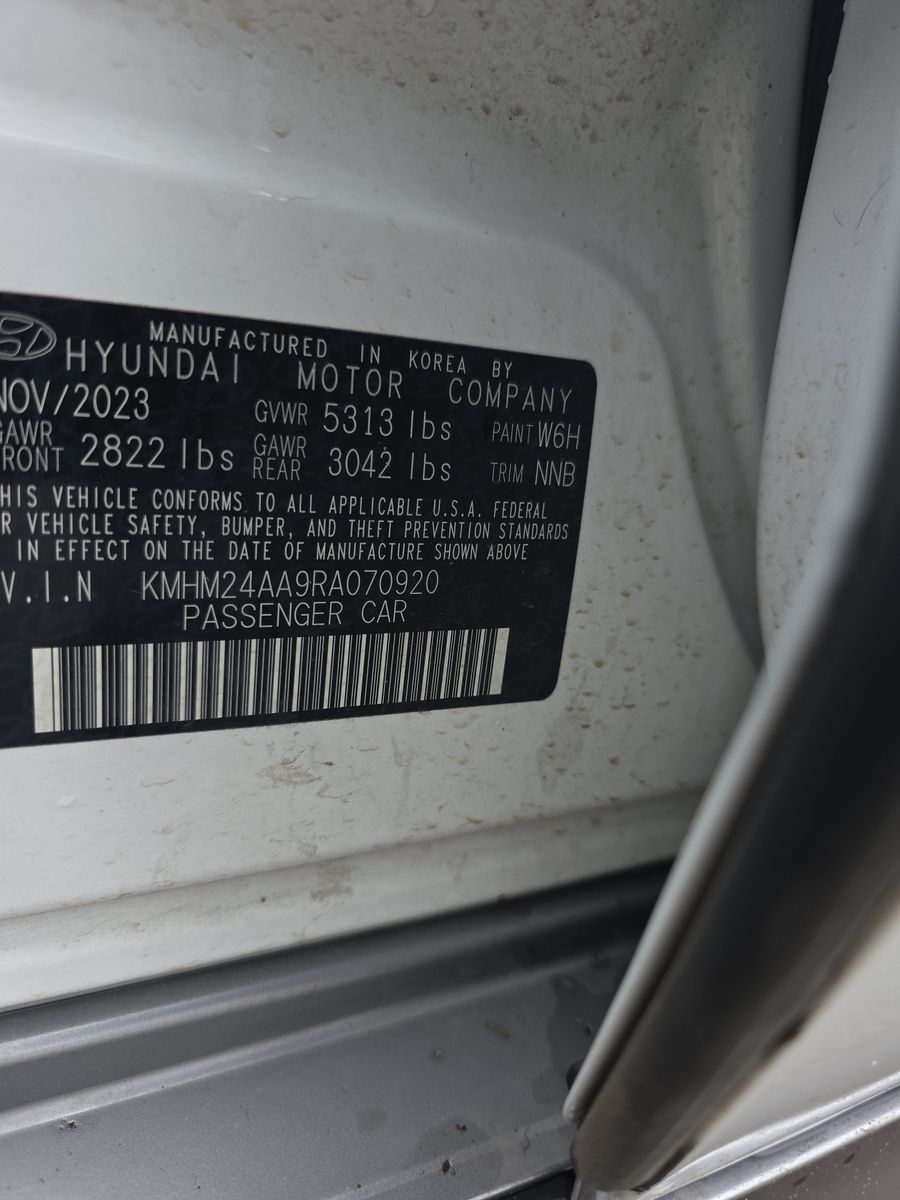 MANUFACTURED IN KOREA BY
HYUNDAI MOTOR COMPANY
NOV/2023 GVWR 5313 lbs PAINT W6H
GAWR FRONT 2822 lbs GAWR REAR 3042 lbs TRIM NNB
THIS VEHICLE CONFORMS TO ALL APPLICABLE U.S.A. FEDERAL
R VEHICLE SAFETY, BUMPER, AND THEFT PREVENTION STANDARDS
IN EFFECT ON THE DATE OF MANUFACTURE SHOWN ABOVE
V.I.N KMHM24AA9RA070920
PASSENGER CAR